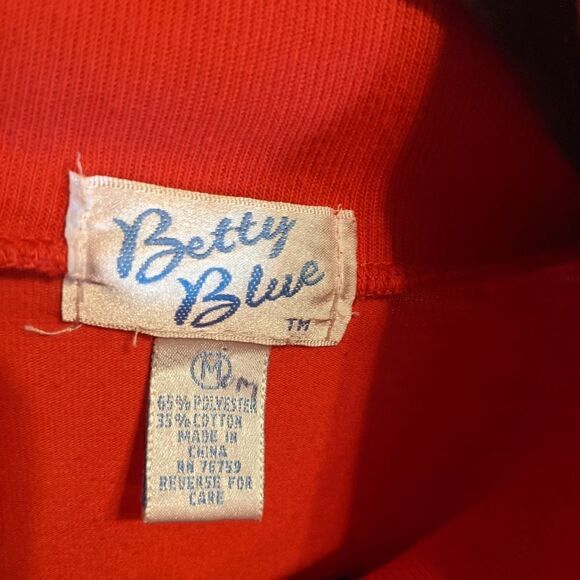 Betty
Blue
TM
M
65% POLYESTER
35% COTTON
MADE IN
CHINA
RN 76759
REVERSE FOR
CARE